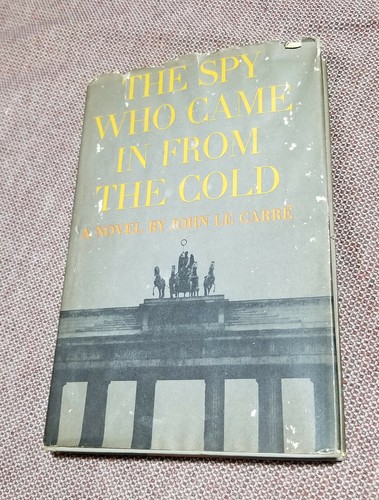 THE SPY
WHO CAME
IN FROM
THE COLD
A NOVEL BY JOHN LE CARRÉ